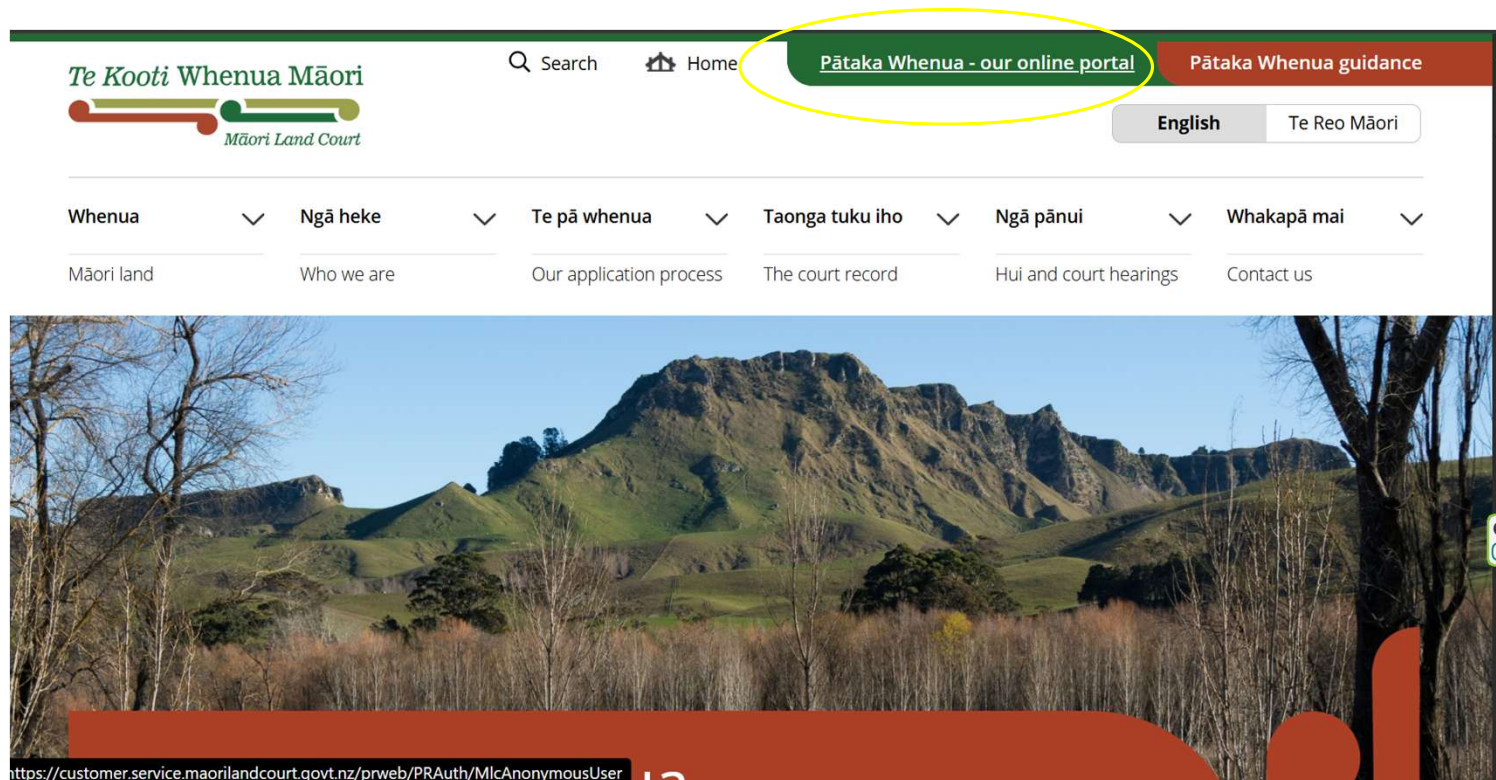 Search
Home
Pātaka Whenua - our online portal
Pātaka Whenua guidance
Te Kooti Whenua Māori
Māori Land Court
English
Te Reo Māori
Whenua
Ngā heke
Te pā whenua
Taonga tuku iho
Ngā pānui
Whakapā mai
Māori land
Who we are
Our application process
The court record
Hui and court hearings
Contact us
https://customer.service.maorilandcourt.govt.nz/prweb/PRAuth/MlcAnonymousUser